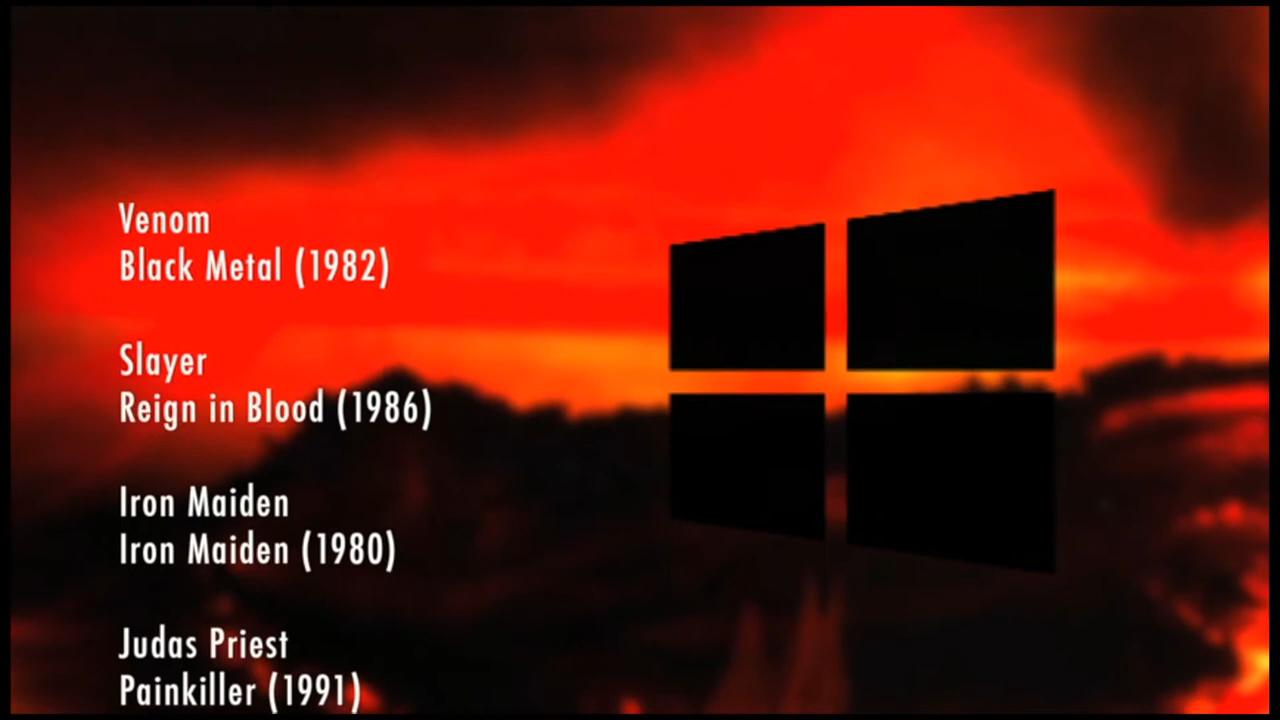 Venom
Black Metal (1982)
Slayer
Reign in Blood (1986)
Iron Maiden
Iron Maiden (1980)
Judas Priest
Painkiller (1991)